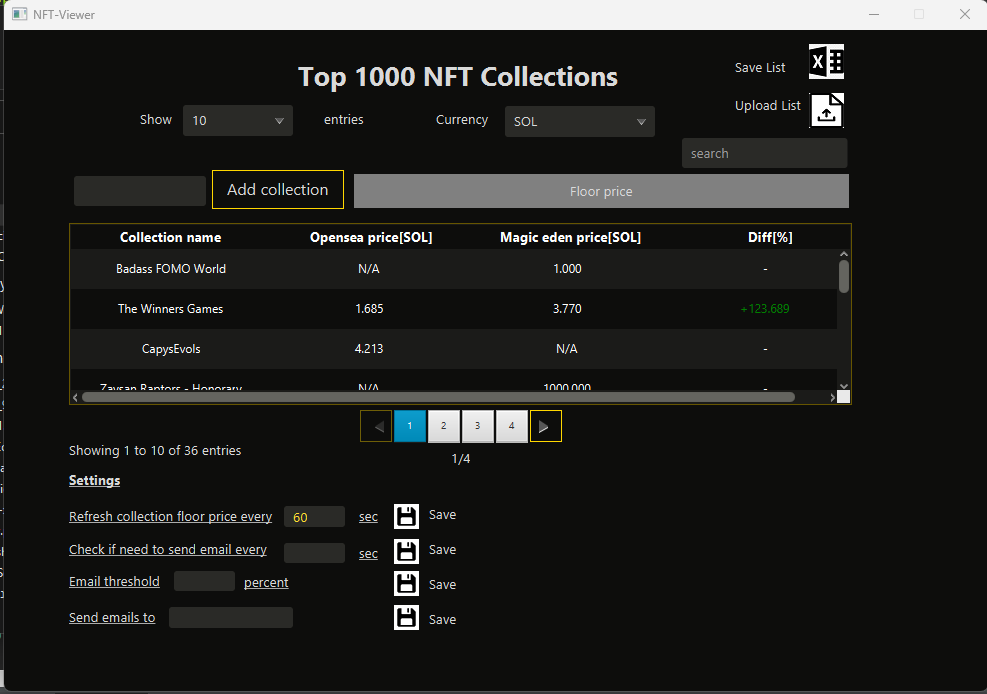 NFT-Viewer
Top 1000 NFT Collections
Save List
Upload List
Show 10 entries Currency SOL
search
Add collection Floor price
Collection name Opensea price[SOL] Magic eden price[SOL] Diff[%]
Badass FOMO World N/A 1.000 -
The Winners Games 1.685 3.770 +123.689
CapysEvols 4.213 N/A -
Zaysan Raptors - Honorary N/A 1000.000 -
1 2 3 4
Showing 1 to 10 of 36 entries
1/4
Settings
Refresh collection floor price every 60 sec Save
Check if need to send email every sec Save
Email threshold percent Save
Send emails to Save